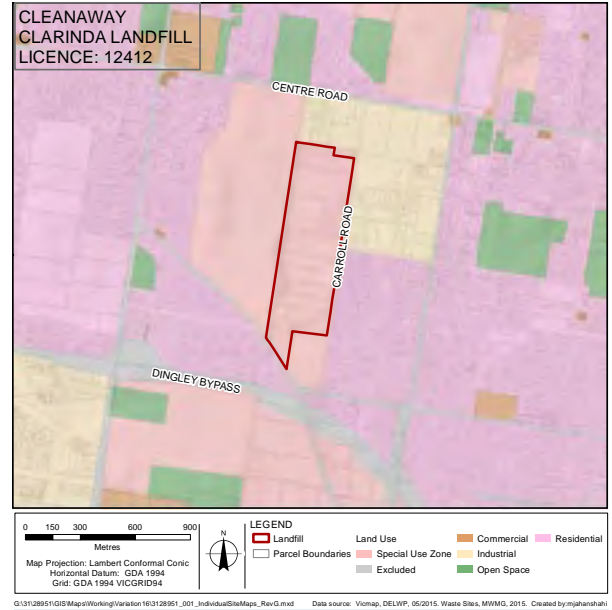 CLEANAWAY
CLARINDA LANDFILL
LICENCE: 12412
CENTRE ROAD
CARROLL ROAD
DINGLEY BYPASS
0 150 300 600 900
Metres
Map Projection: Lambert Conformal Conic
Horizontal Datum: GDA 1994
Grid: GDA 1994 VICGRID94
N
LEGEND
Landfill
Parcel Boundaries
Land Use
Special Use Zone
Excluded
Commercial
Industrial
Open Space
Residential
G:\31\28951\GIS\Maps\Working\Variation16\3128951_001_IndividualSiteMaps_RevG.mxd
Data source: Vicmap, DELWP, 05/2015. Waste Sites, MWMG, 2015. Created by:mjahanshahi